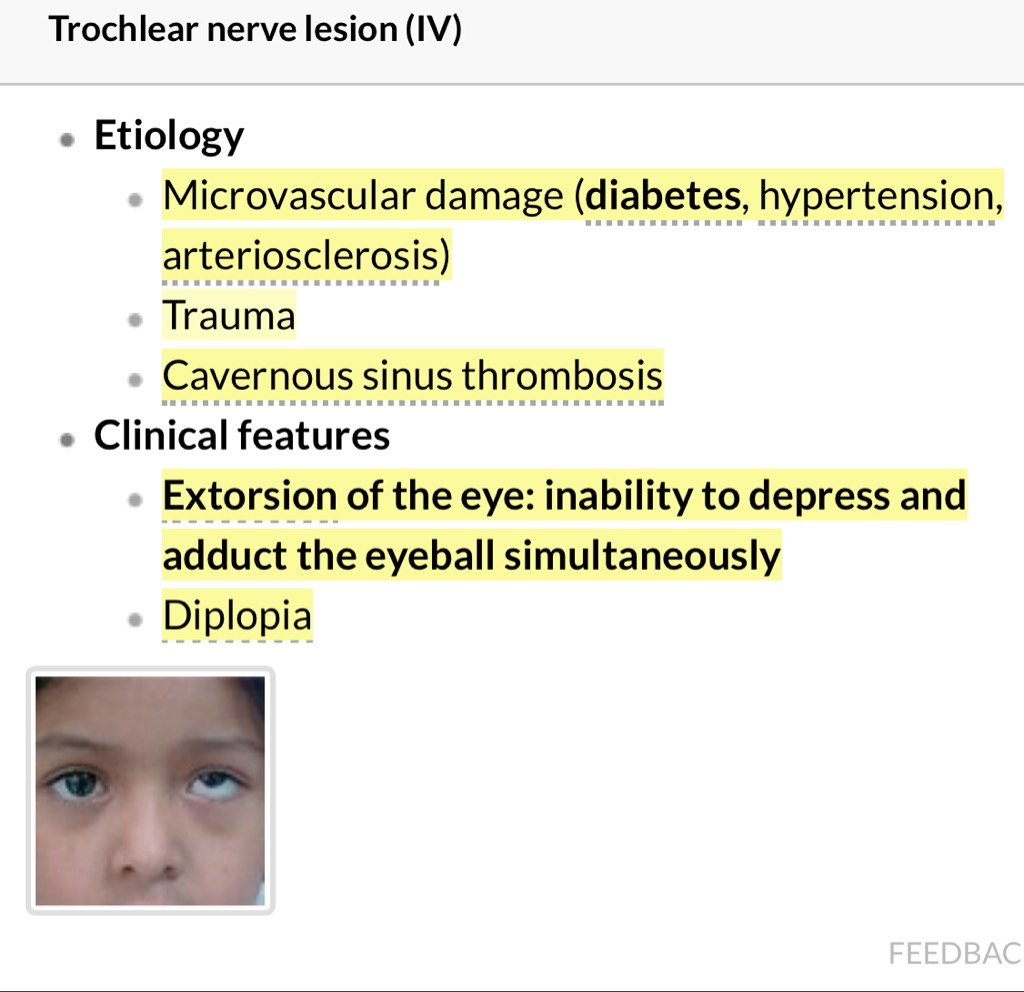 Trochlear nerve lesion (IV)
Etiology
Microvascular damage (diabetes, hypertension,
arteriosclerosis)
Trauma
Cavernous sinus thrombosis
Clinical features
Extorsion of the eye: inability to depress and
adduct the eyeball simultaneously
Diplopia
FEEDBAC